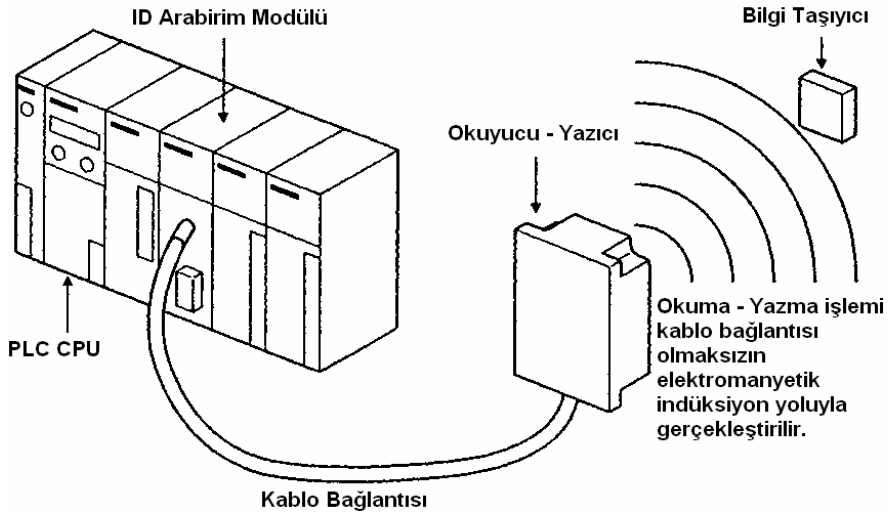 ID Arabirim Modülü
Bilgi Taşıyıcı
Okuyucu - Yazıcı
PLC CPU
Okuma - Yazma işlemi
kablo bağlantısı
olmaksızın
elektromanyetik
indüksiyon yoluyla
gerçekleştirilir.
Kablo Bağlantısı